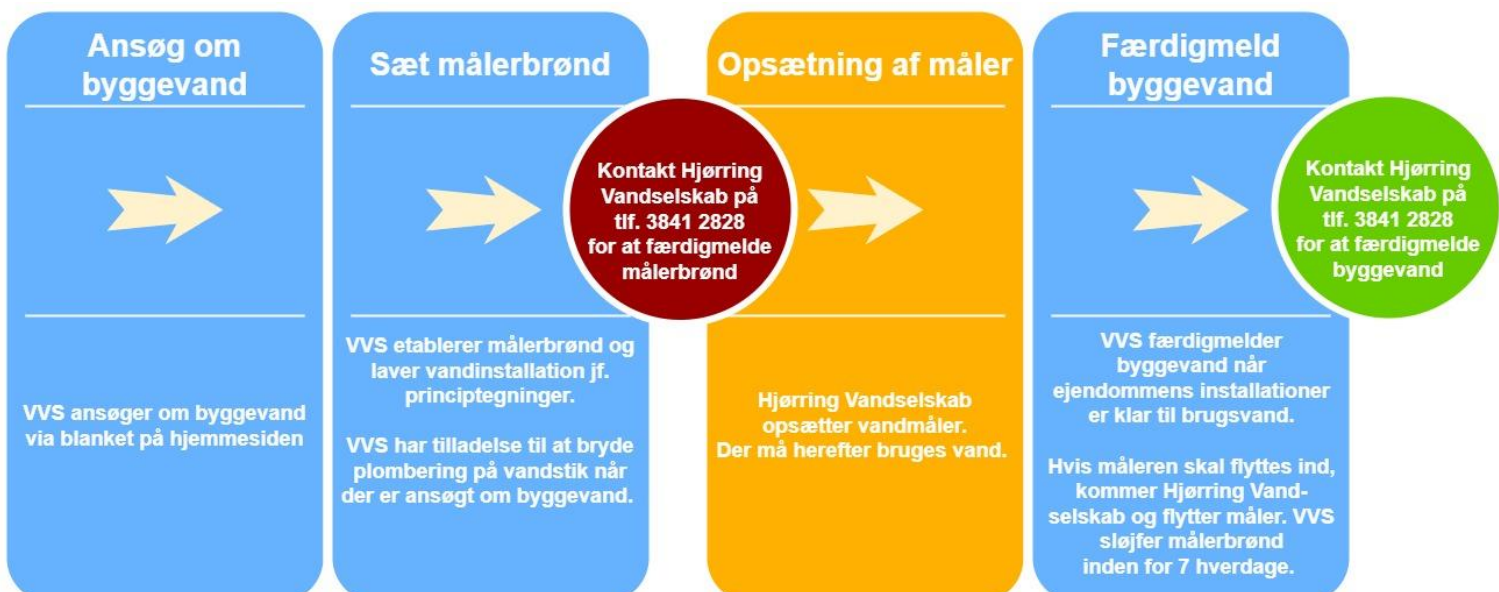 Ansøg om
byggevand
VVS ansøger om byggevand
via blanket på hjemmesiden
Sæt målerbrønd
VVS etablerer målerbrønd og
laver vandinstallation jf.
principtegninger.
VVS har tilladelse til at bryde
plombering på vandstik når
der er ansøgt om byggevand.
Kontakt Hjørring
Vandselskab på
tlf. 3841 2828
for at færdigmelde
målerbrønd
Opsætning af måler
Hjørring Vandselskab
opsætter vandmåler.
Der må herefter bruges vand.
Færdigmeld
byggevand
VVS færdigmelder
byggevand når
ejendommens installationer
er klar til brugsvand.
Hvis måleren skal flyttes ind,
kommer Hjørring Vand-
selskab og flytter måler. VVS
sløjfer målerbrønd
inden for 7 hverdage.
Kontakt Hjørring
Vandselskab på
tlf. 3841 2828
for at færdigmelde
byggevand